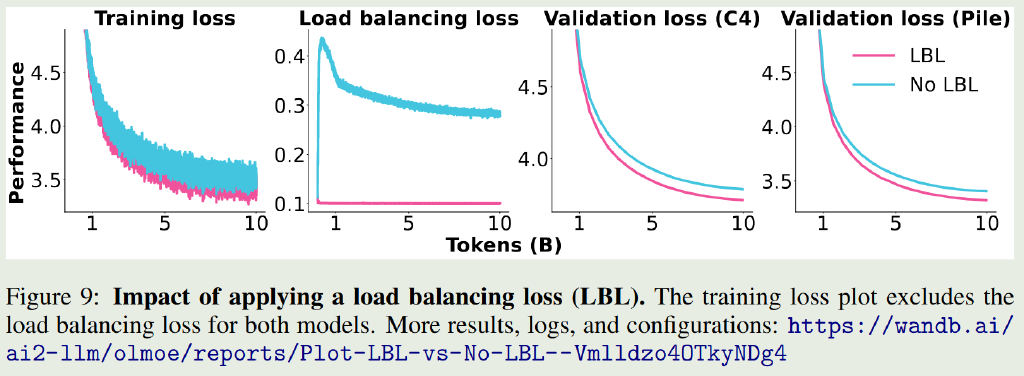 Training loss
Load balancing loss
Validation loss (C4)
Validation loss (Pile)
Performance
4.5
4.0
3.5
1
5
10
0.4
0.3
0.2
0.1
1
5
10
4.5
4.0
1
5
10
4.5
4.0
3.5
1
5
10
LBL
No LBL
Tokens (B)
Figure 9: Impact of applying a load balancing loss (LBL). The training loss plot excludes the
load balancing loss for both models. More results, logs, and configurations: https://wandb.ai/
ai2-llm/olmoe/reports/Plot-LBL-vs-No-LBL--Vmlldzo4OTkyNDg4